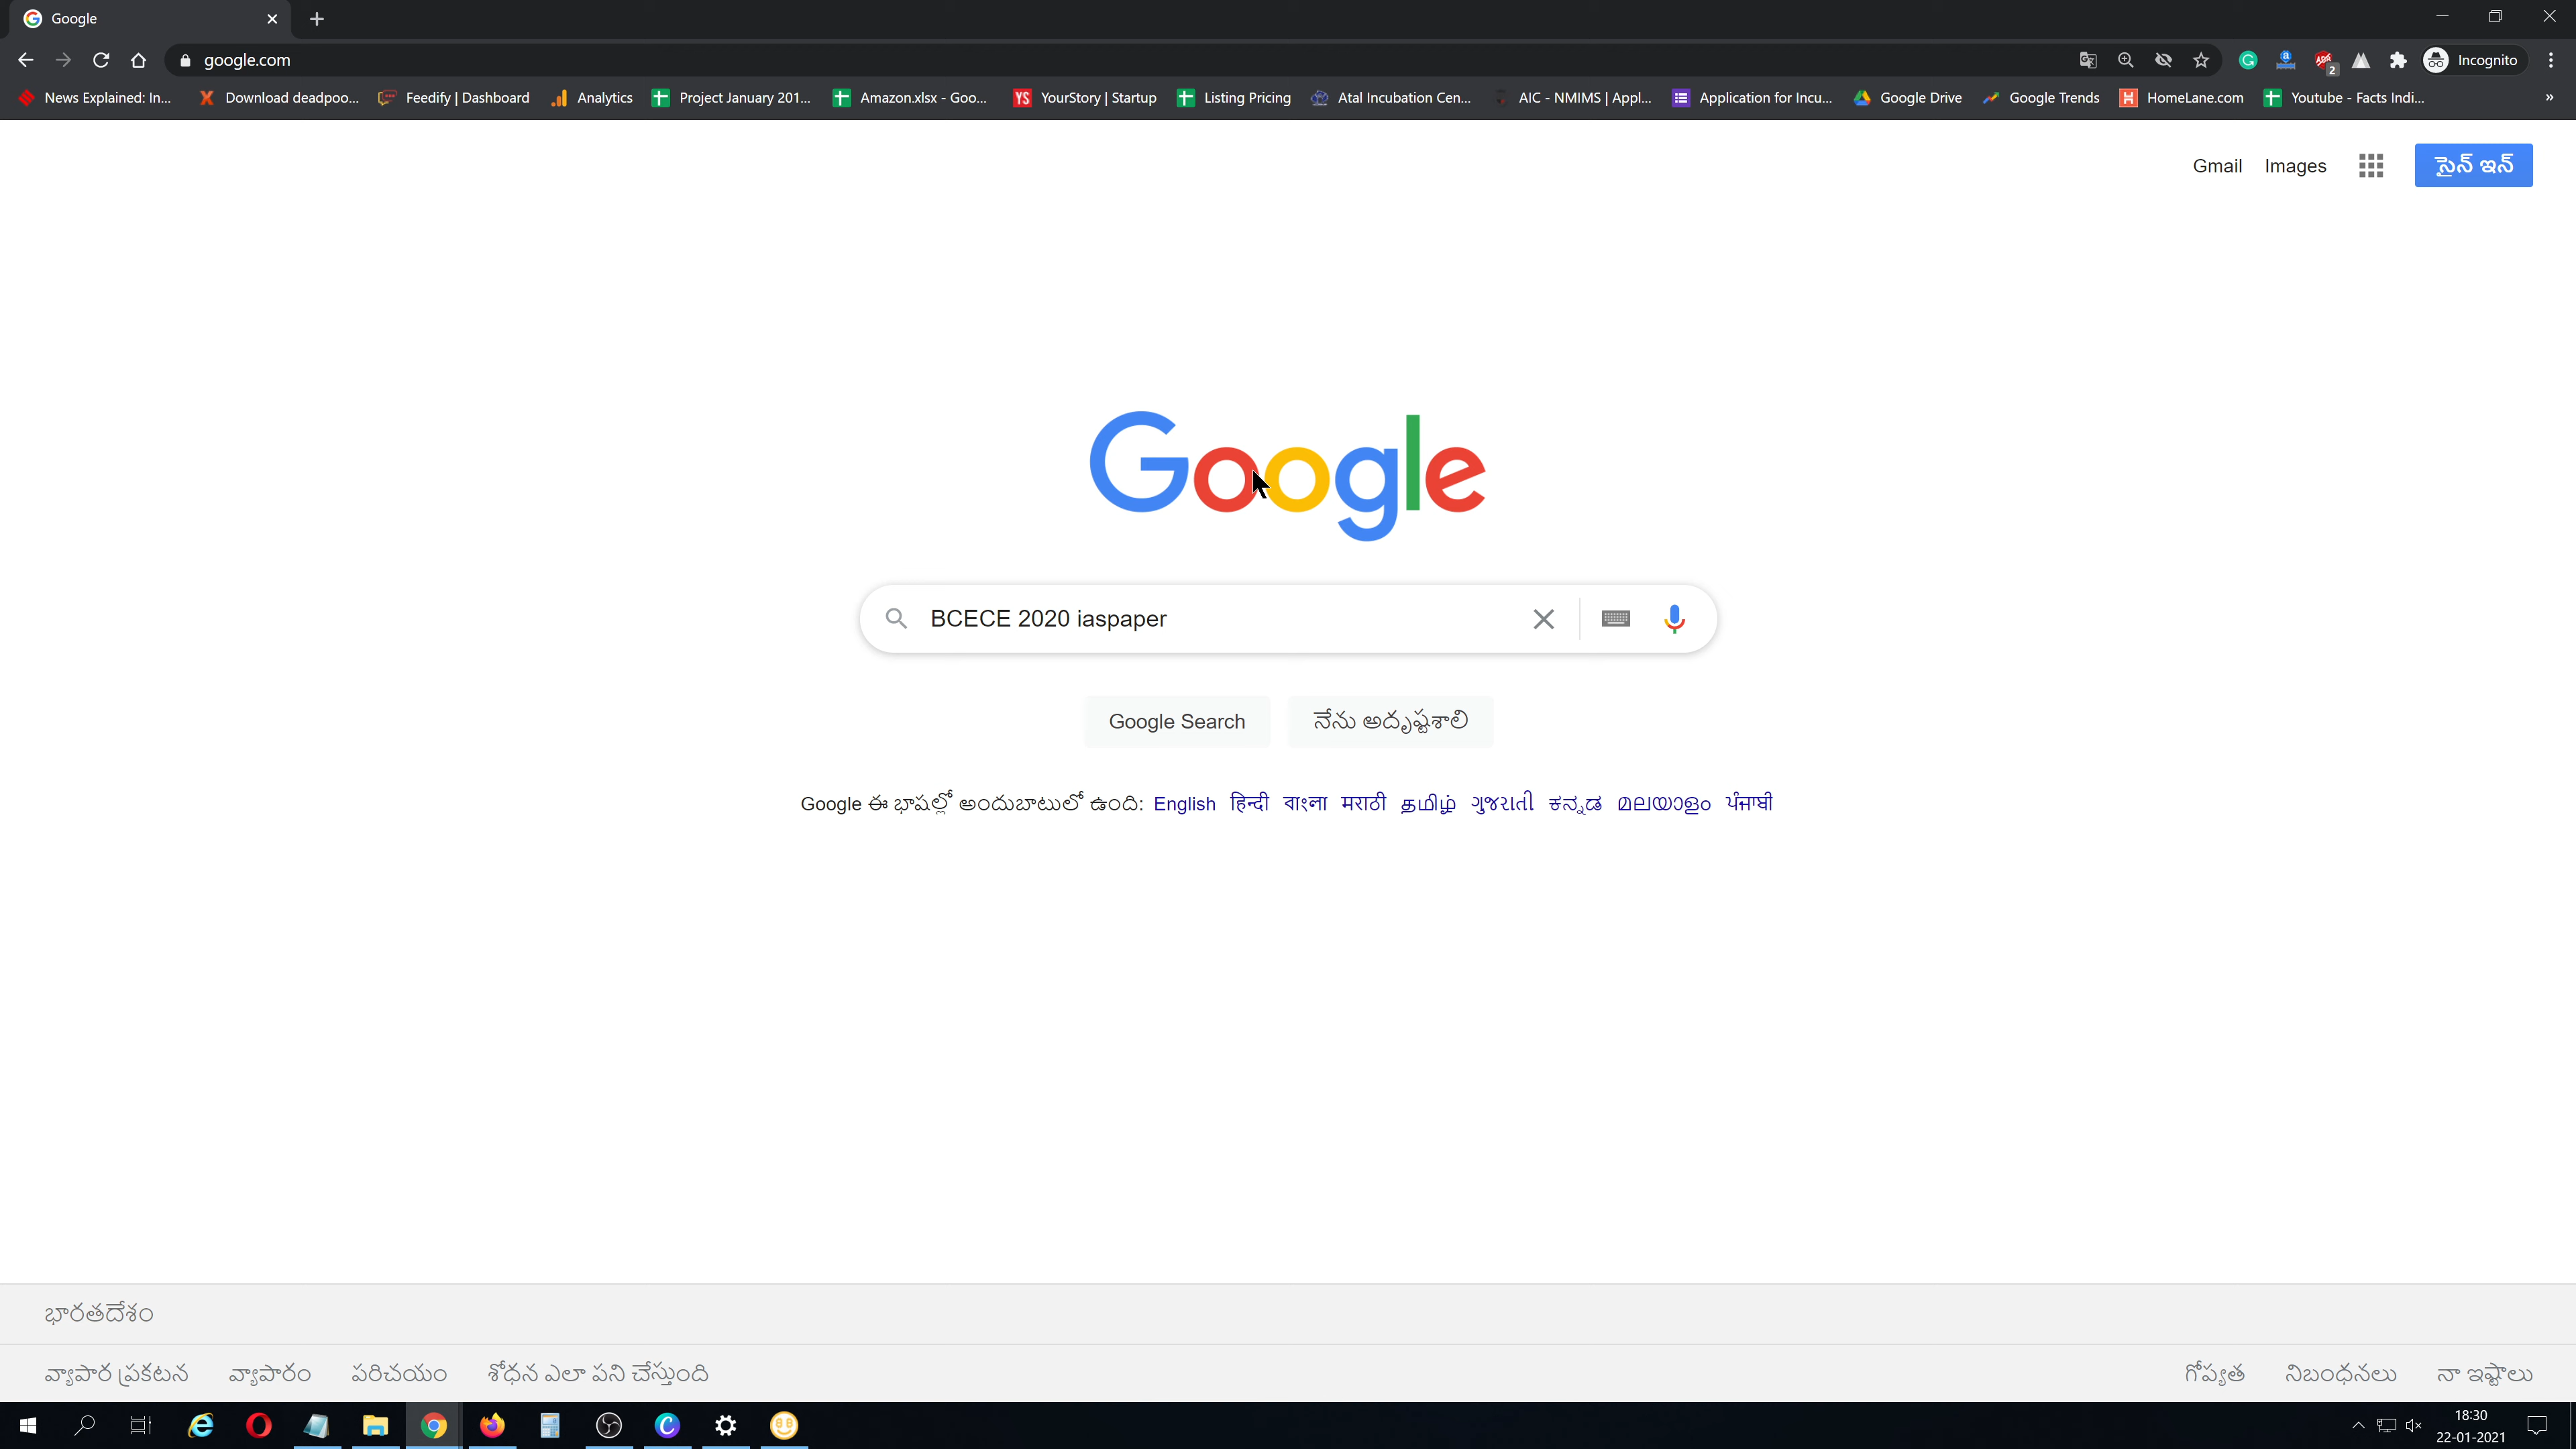 Google
google.com
Incognito
News Explained: In...
Download deadpoo...
Feedify | Dashboard
Analytics
Project January 201...
Amazon.xlsx - Goo...
YS YourStory | Startup
Listing Pricing
Atal Incubation Cen...
AIC - NMIMS | Appl...
Application for Incu...
Google Drive
Google Trends
HomeLane.com
Youtube - Facts Indi...
»
Gmail Images సైన్ ఇన్
Google
BCECE 2020 iaspaper
Google Search నేను అదృష్టశాలి
Google ఈ భాషల్లో అందుబాటులో ఉంది: English हिन्दी বাংলা मराठी தமிழ் ગુજરાતી ಕನ್ನಡ മലയാളം ਪੰਜਾਬੀ
భారతదేశం
వ్యాపార ప్రకటన వ్యాపారం పరిచయం శోధన ఎలా పని చేస్తుంది గోప్యత నిబంధనలు నా ఇష్టాలు
18:30
22-01-2021